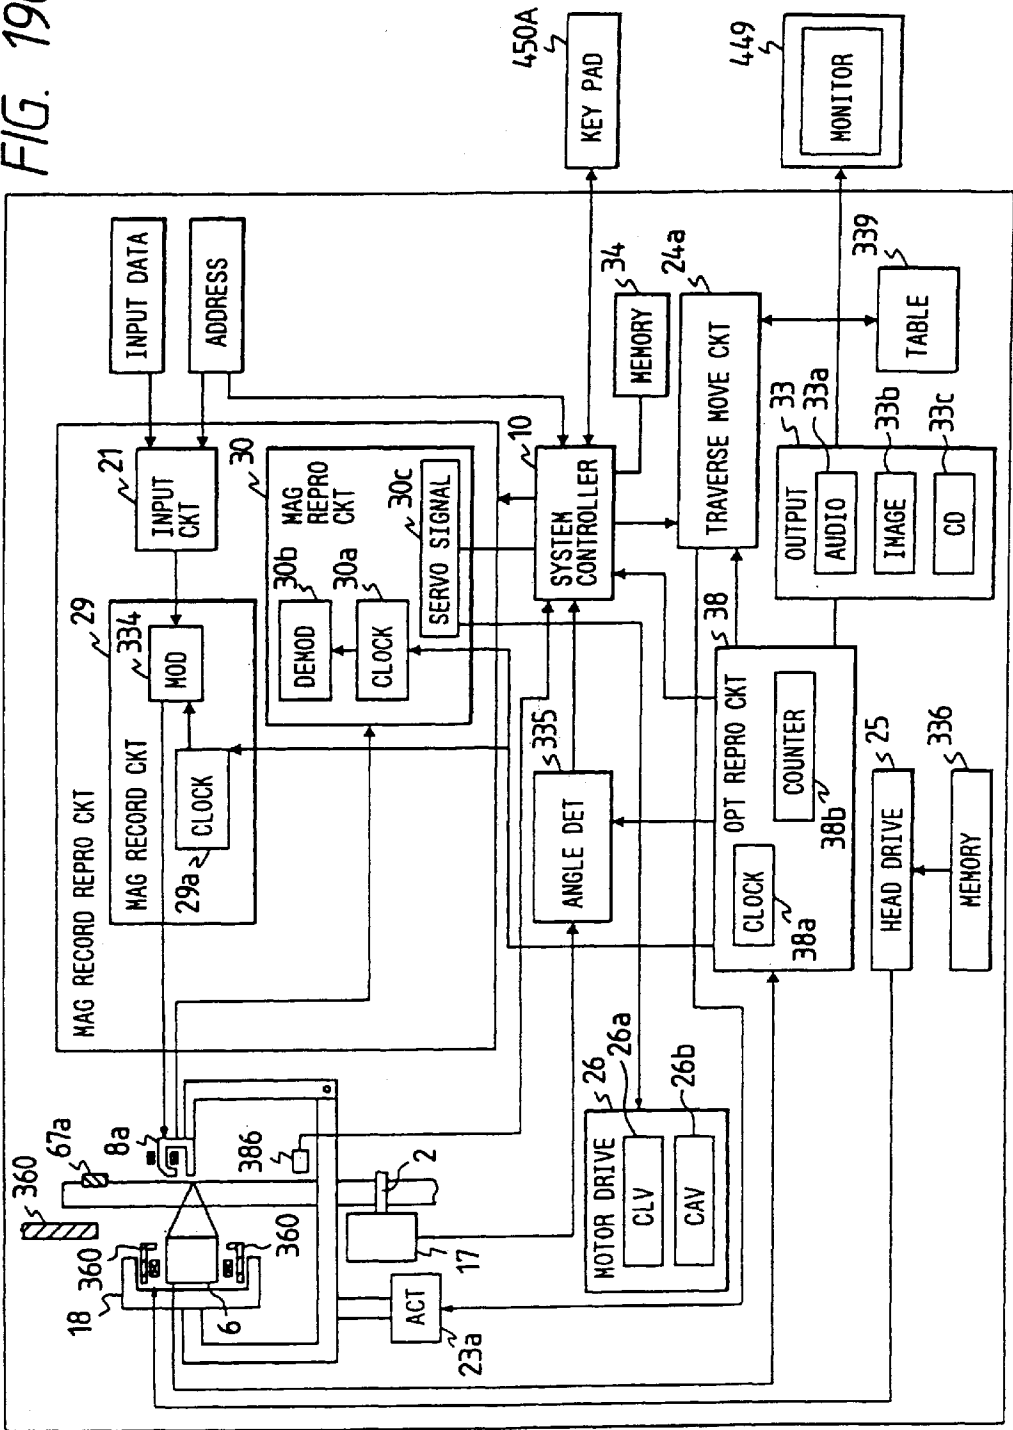 FIG. 19
MAG RECORD REPRO CKT
MAG RECORD CKT
29
334
MOD
CLOCK
29a
21
INPUT
CKT
INPUT DATA
ADDRESS
30
MAG
REPRO
CKT
30b
DEMOD
30a
CLOCK
30c
SERVO SIGNAL
360
67a
8a
18
360
360
6
386
2
17
ACT
23a
10
SYSTEM
CONTROLLER
34
MEMORY
450A
KEY PAD
335
ANGLE DET
24a
TRAVERSE MOVE CKT
339
TABLE
449
MONITOR
26
MOTOR DRIVE
26a
CLV
26b
CAV
38
OPT REPRO CKT
CLOCK
38a
COUNTER
38b
33
OUTPUT
33a
AUDIO
33b
IMAGE
33c
CD
25
HEAD DRIVE
336
MEMORY